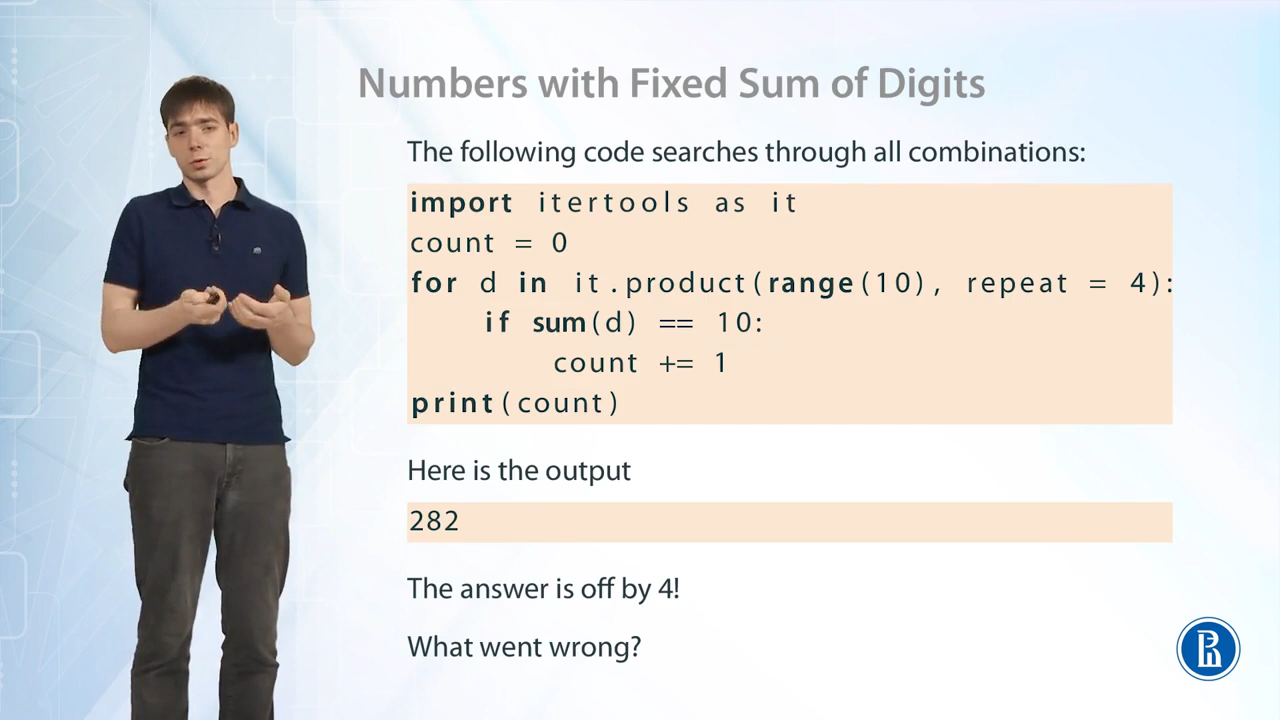 Numbers with Fixed Sum of Digits
The following code searches through all combinations:
import itertools as it
count = 0
for d in it.product(range(10), repeat = 4):
if sum(d) == 10:
count += 1
print(count)
Here is the output
282
The answer is off by 4!
What went wrong?